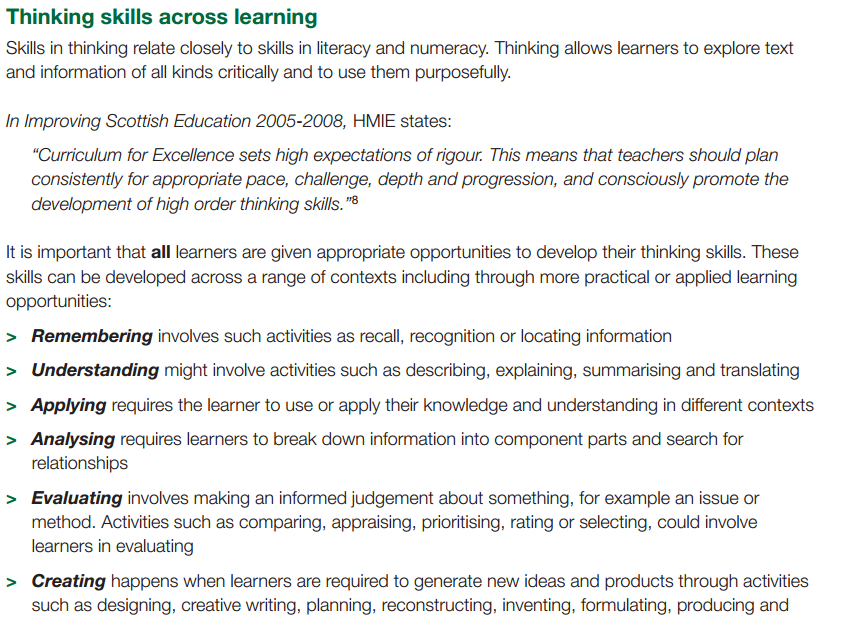 Thinking skills across learning
Skills in thinking relate closely to skills in literacy and numeracy. Thinking allows learners to explore text
and information of all kinds critically and to use them purposefully.
In Improving Scottish Education 2005-2008, HMIE states:
“Curriculum for Excellence sets high expectations of rigour. This means that teachers should plan
consistently for appropriate pace, challenge, depth and progression, and consciously promote the
development of high order thinking skills.”8
It is important that all learners are given appropriate opportunities to develop their thinking skills. These
skills can be developed across a range of contexts including through more practical or applied learning
opportunities:
> Remembering involves such activities as recall, recognition or locating information
> Understanding might involve activities such as describing, explaining, summarising and translating
> Applying requires the learner to use or apply their knowledge and understanding in different contexts
> Analysing requires learners to break down information into component parts and search for
relationships
> Evaluating involves making an informed judgement about something, for example an issue or
method. Activities such as comparing, appraising, prioritising, rating or selecting, could involve
learners in evaluating
> Creating happens when learners are required to generate new ideas and products through activities
such as designing, creative writing, planning, reconstructing, inventing, formulating, producing and